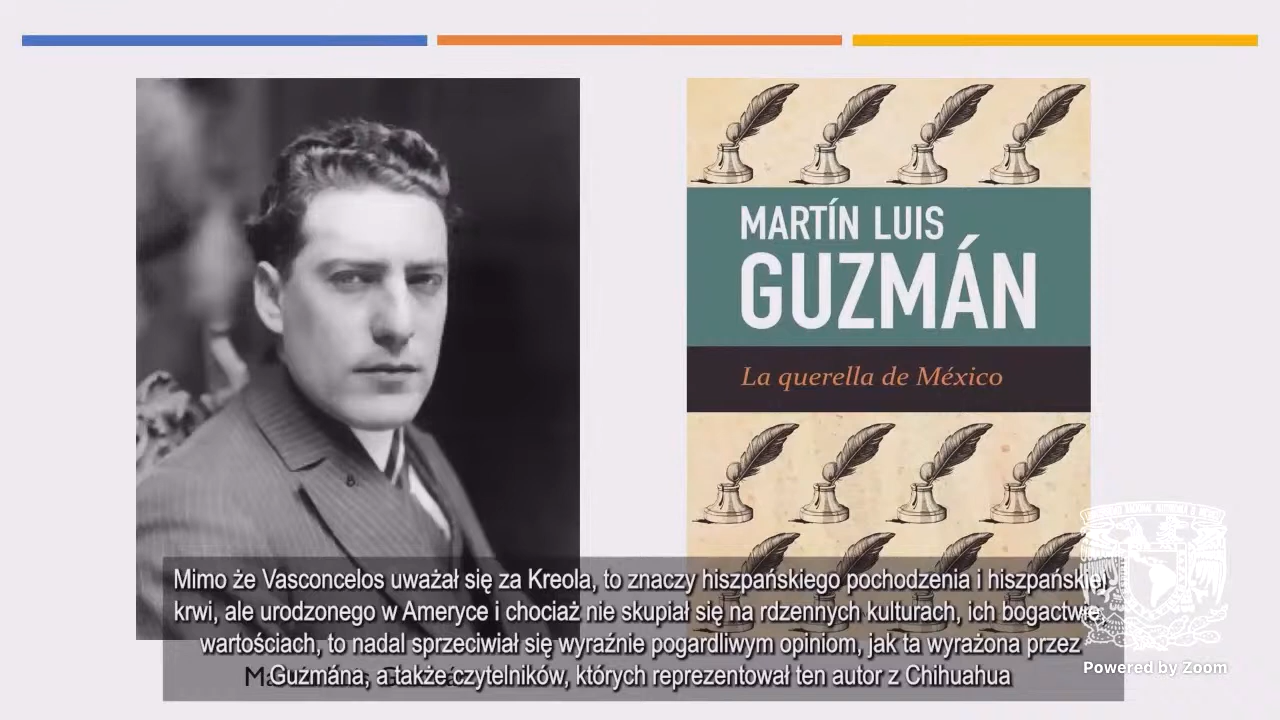 MARTÍN LUIS
GUZMÁN
La querella de México
Mimo że Vasconcelos uważał się za Kreola, to znaczy hiszpańskiego pochodzenia i hiszpańskiej
krwi, ale urodzonego w Ameryce i chociaż nie skupiał się na rdzennych kulturach, ich bogactwie,
wartościach, to nadal sprzeciwiał się wyraźnie pogardliwym opiniom, jak ta wyrażona przez
Guzmána, a także czytelników, których reprezentował ten autor z Chihuahua
Powered by Zoom